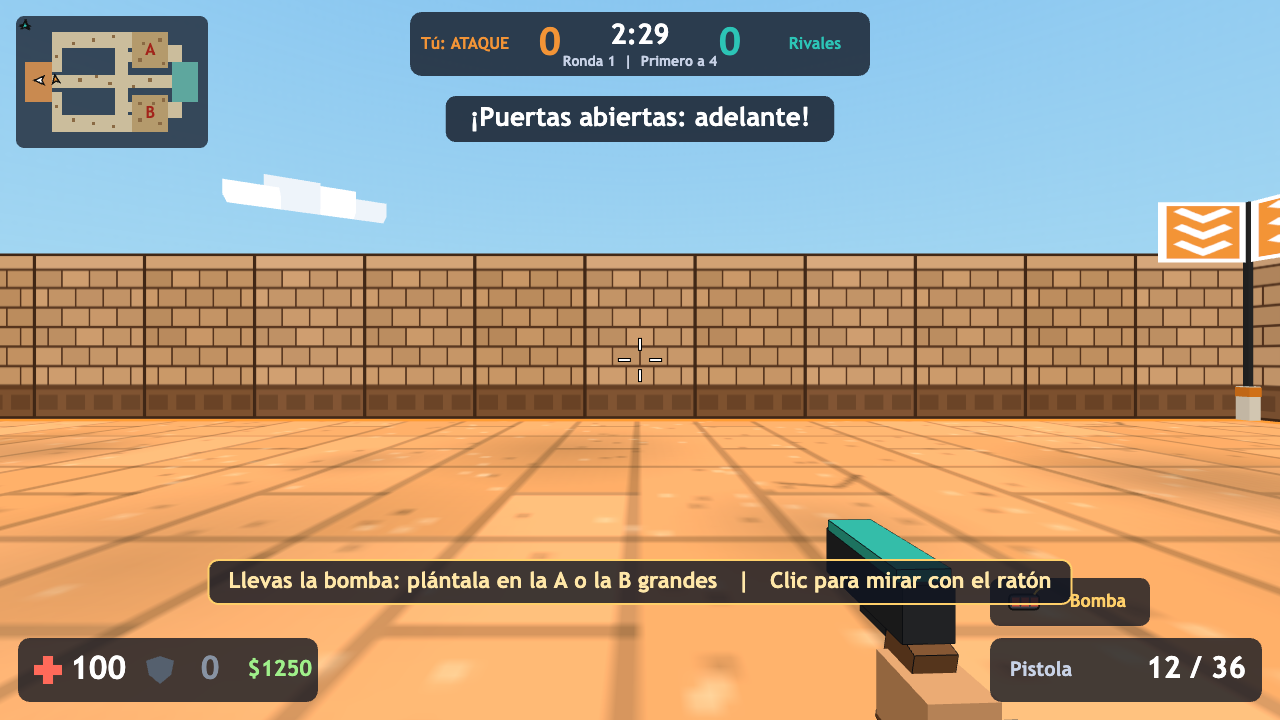 A
B
Tú: ATAQUE
0
2:29
0
Rivales
Ronda 1 | Primero a 4
¡Puertas abiertas: adelante!
Llevas la bomba: plántala en la A o la B grandes | Clic para mirar con el ratón
Bomba
100
0
$1250
Pistola
12 / 36